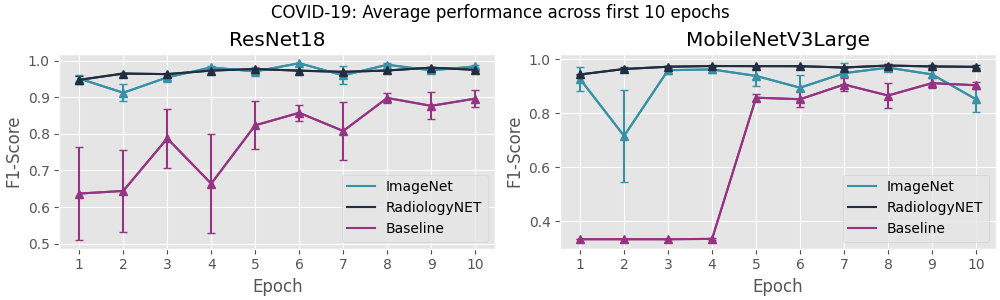 COVID-19: Average performance across first 10 epochs
ResNet18
MobileNetV3Large
F1-Score
1.0
0.9
0.8
0.7
0.6
0.5
1 2 3 4 5 6 7 8 9 10
Epoch
ImageNet
RadiologyNET
Baseline
F1-Score
1.0
0.8
0.6
0.4
1 2 3 4 5 6 7 8 9 10
Epoch
ImageNet
RadiologyNET
Baseline